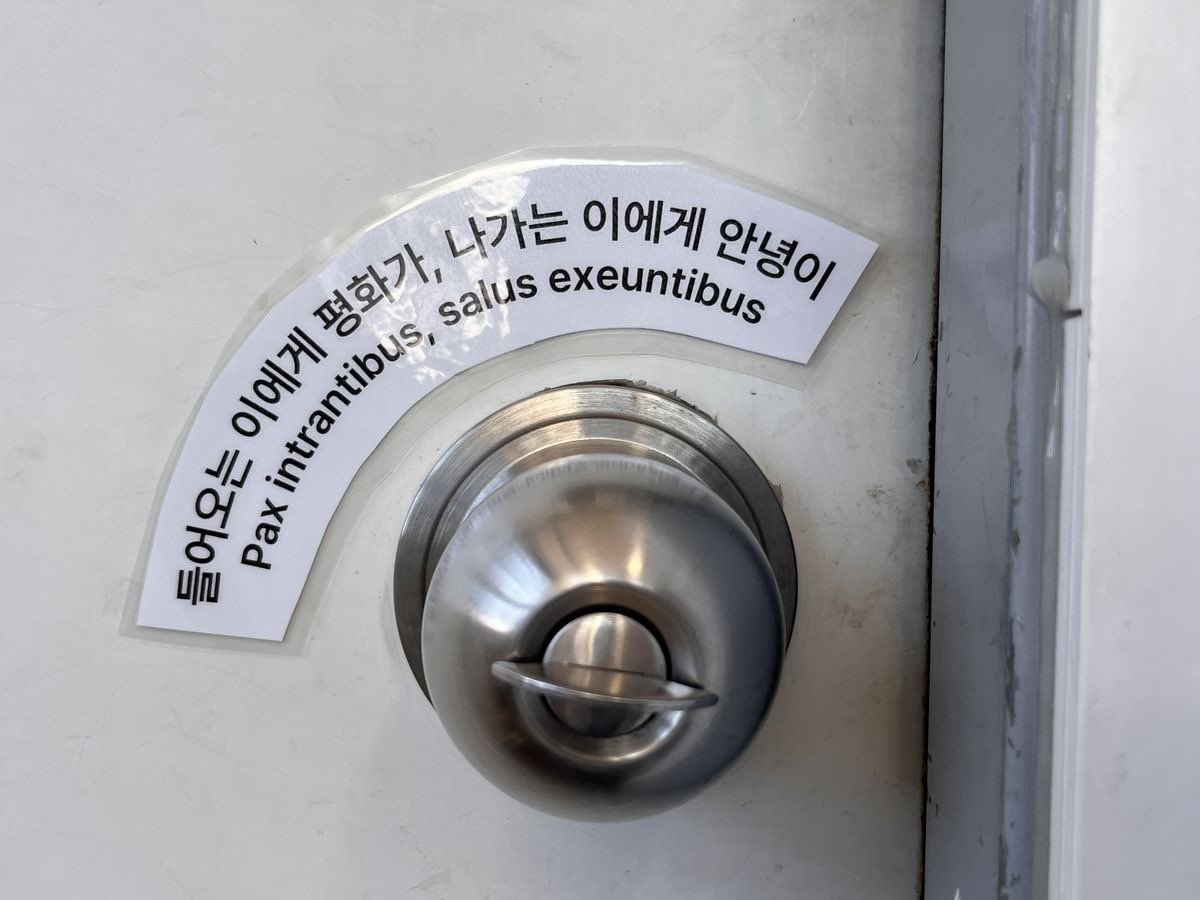 들어오는 이에게 평화가, 나가는 이에게 안녕이
Pax intrantibus, salus exeuntibus